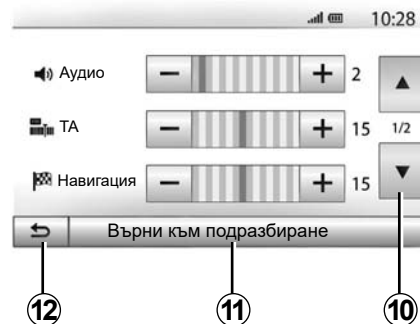 10:28
Аудио 2
TA 15
1/2
Навигация 15
Върни към подразбиране
12 11 10